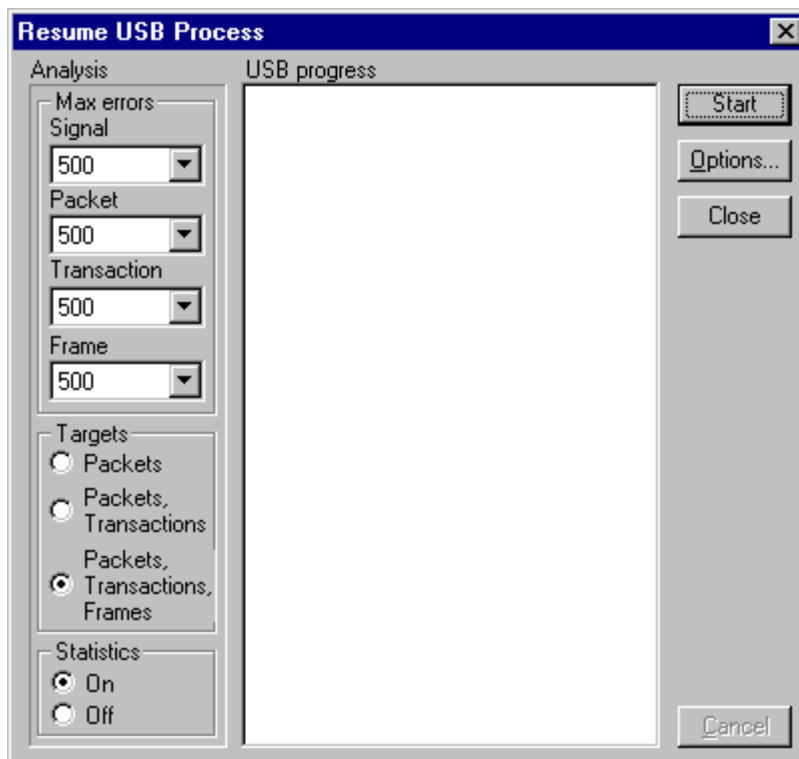 Resume USB Process
Analysis
Max errors
Signal
500
Packet
500
Transaction
500
Frame
500
Targets
Packets
Packets,
Transactions
Packets,
Transactions,
Frames
Statistics
On
Off
USB progress
Start
Options...
Close
Cancel